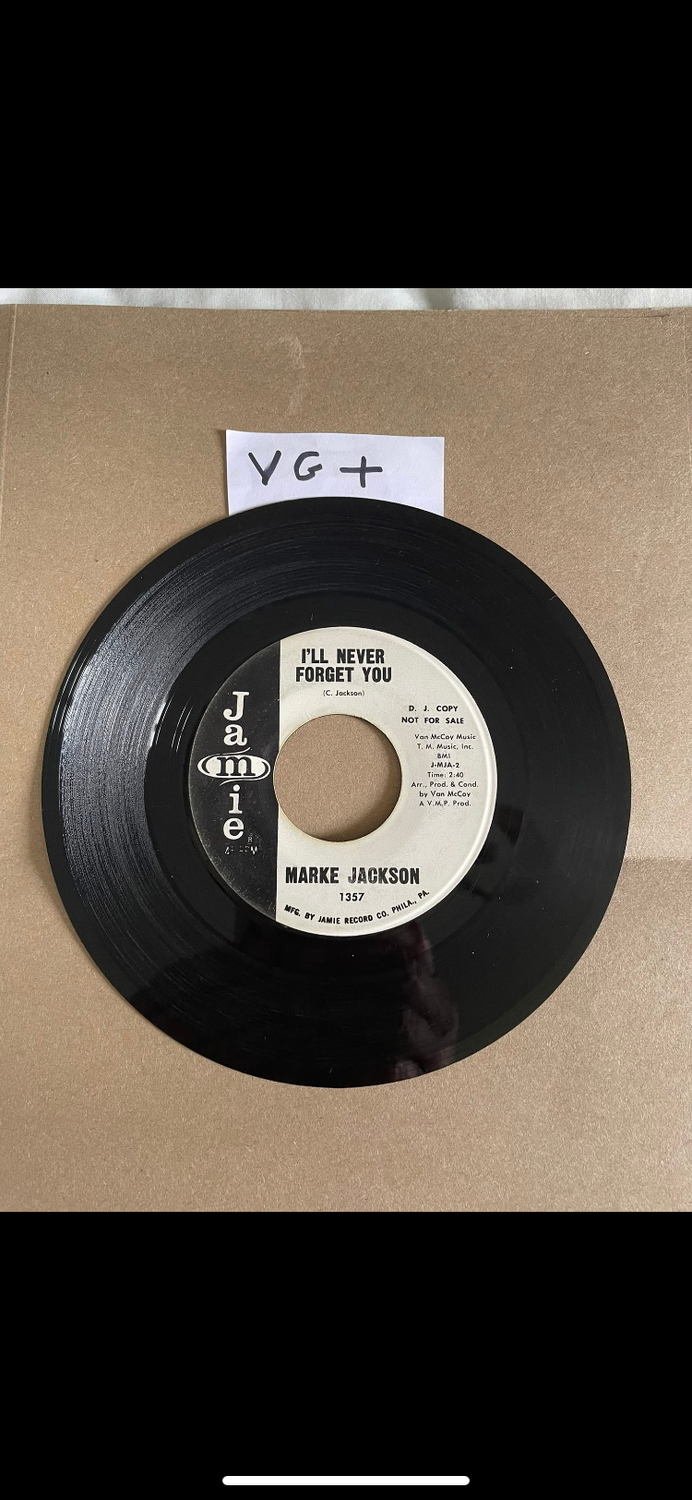 VG+
I'LL NEVER
FORGET YOU
(C. Jackson)
D. J. COPY
NOT FOR SALE
Van McCoy Music
T. M. Music, Inc.
BMI
J-MJA-2
Time: 2:40
Arr., Prod. & Cond.
by Van McCoy
A V.M.P. Prod.
Jamie
MARKE JACKSON
1357
MFG. BY JAMIE RECORD CO. PHILA., PA.